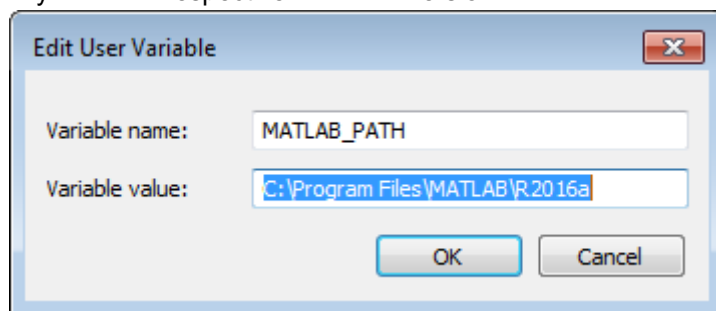 Edit User Variable
Variable name: MATLAB_PATH
Variable value: C:\Program Files\MATLAB\R2016a
OK Cancel